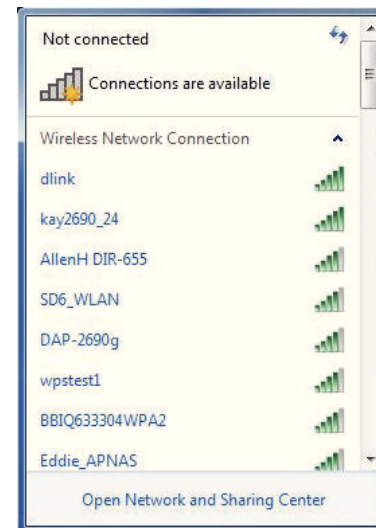 Not connected
Connections are available
Wireless Network Connection
dlink
kay2690_24
AllenH DIR-655
SD6_WLAN
DAP-2690g
wpstest1
BBIQ633304WPA2
Eddie_APNAS
Open Network and Sharing Center